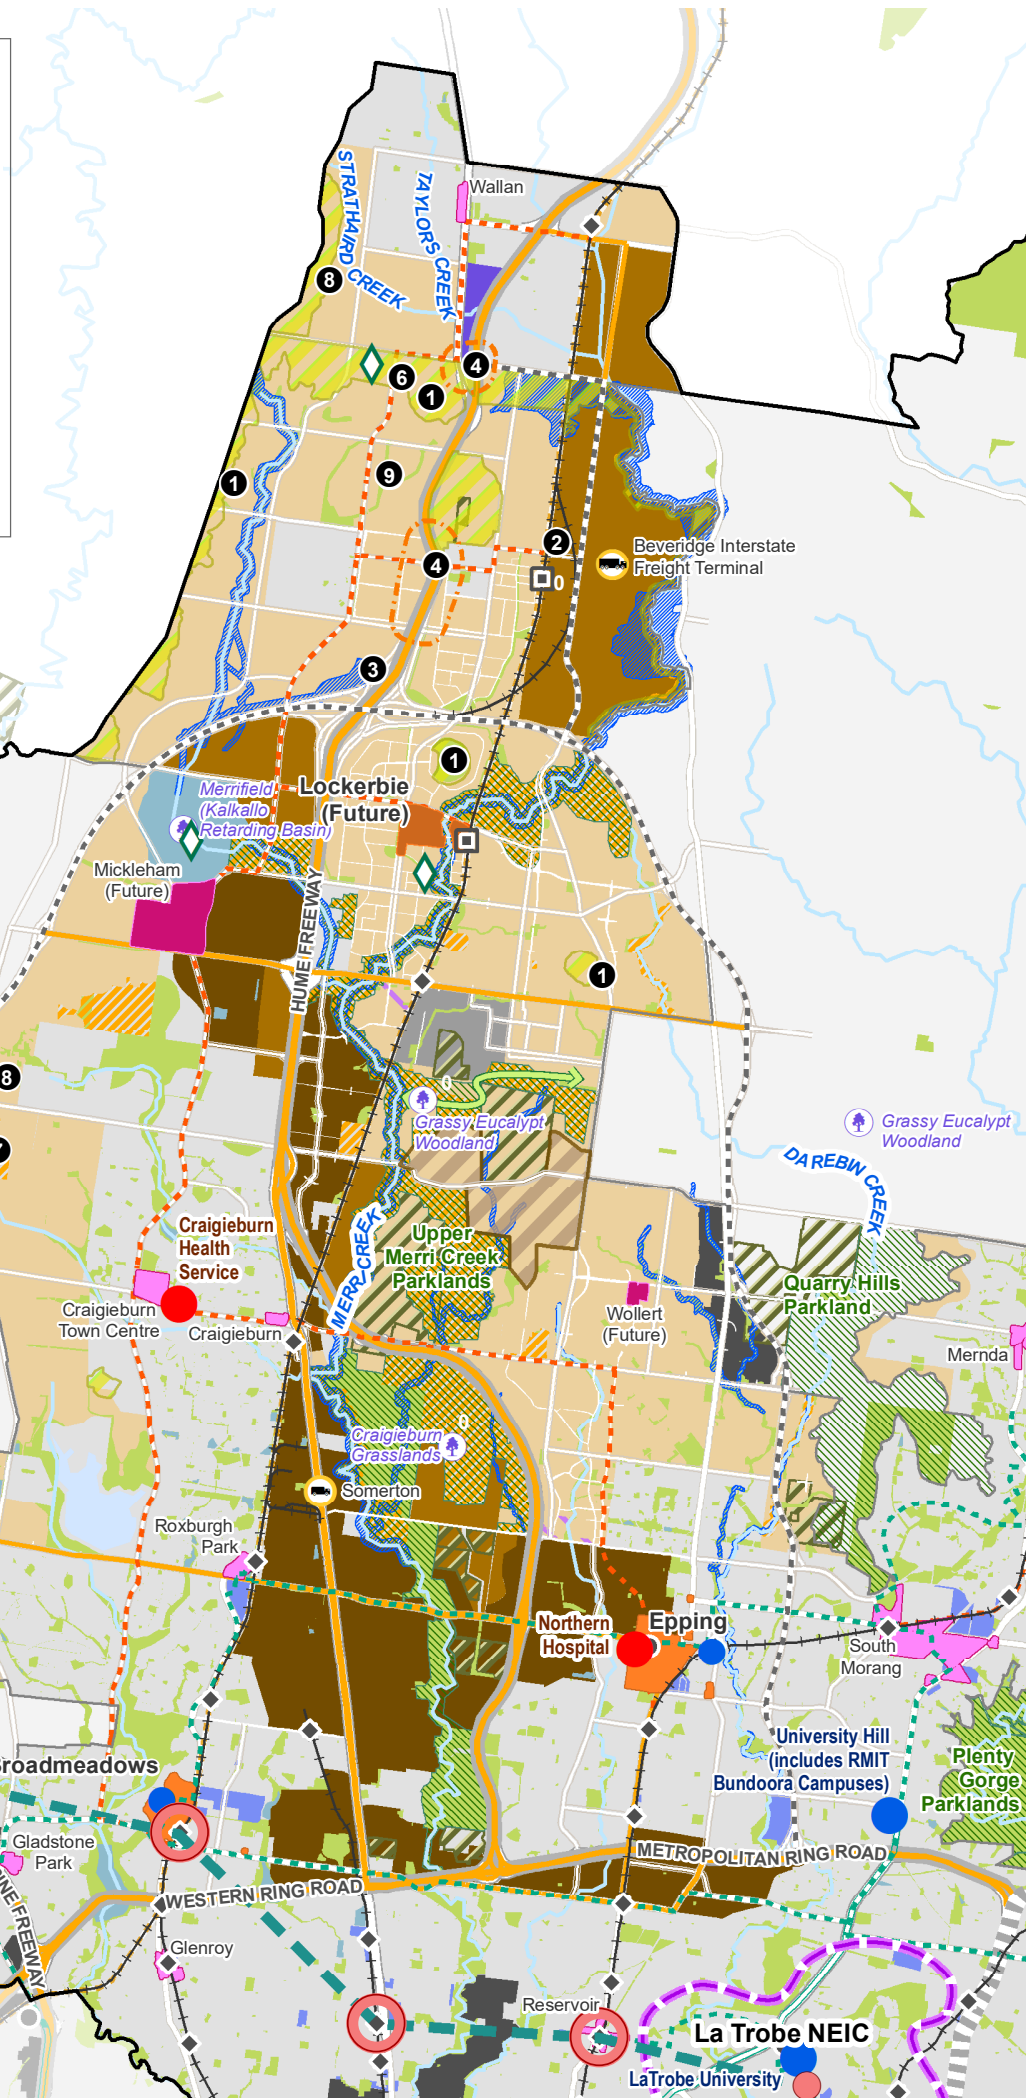 STRATHAIRD CREEK
TAYLORS CREEK
Wallan
8
4
6
1
9
1
2
Beveridge Interstate
Freight Terminal
4
0
3
1
Lockerbie
(Future)
Merrifield
(Kalkallo
Retarding Basin)
Mickleham
(Future)
HUME FREEWAY
1
8
0
Grassy Eucalypt
Woodland
Grassy Eucalypt
Woodland
DAREBIN CREEK
MERRI CREEK
Craigieburn
Health
Service
Upper
Merri Creek
Parklands
Quarry Hills
Parkland
Craigieburn
Town Centre
Craigieburn
Wollert
(Future)
Mernda
0
Craigieburn
Grasslands
Somerton
Roxburgh
Park
Northern
Hospital
Epping
South
Morang
University Hill
(includes RMIT
Bundoora Campuses)
Plenty
Gorge
Parklands
Broadmeadows
Gladstone
Park
METROPOLITAN RING ROAD
WESTERN RING ROAD
FREEWAY
Glenroy
Reservoir
La Trobe NEIC
LaTrobe University